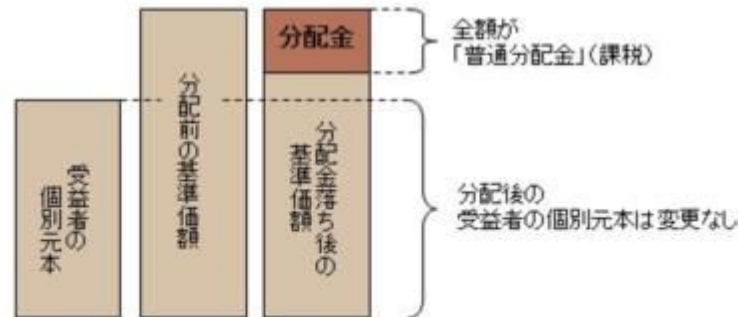 受益者の
個別元本
分配前の基準価額
分配金
分配金落ち後の
基準価額
全額が
「普通分配金」(課税)
分配後の
受益者の個別元本は変更なし